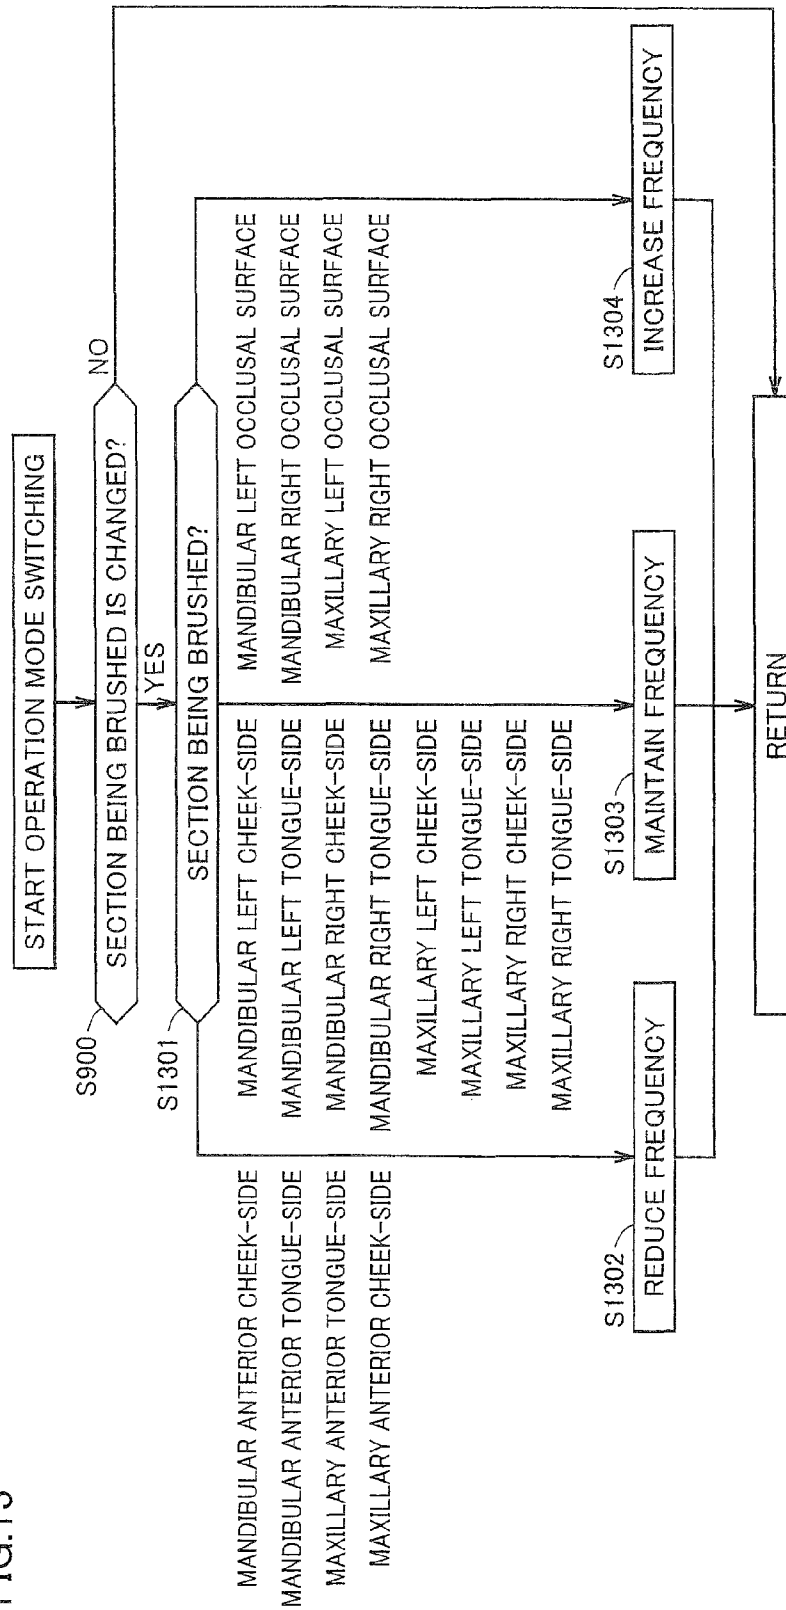 FIG.13
START OPERATION MODE SWITCHING
S900
SECTION BEING BRUSHED IS CHANGED?
NO
YES
S1301
SECTION BEING BRUSHED?
MANDIBULAR ANTERIOR CHEEK-SIDE
MANDIBULAR ANTERIOR TONGUE-SIDE
MAXILLARY ANTERIOR TONGUE-SIDE
MAXILLARY ANTERIOR CHEEK-SIDE
MANDIBULAR LEFT CHEEK-SIDE
MANDIBULAR LEFT TONGUE-SIDE
MANDIBULAR RIGHT CHEEK-SIDE
MANDIBULAR RIGHT TONGUE-SIDE
MAXILLARY LEFT CHEEK-SIDE
MAXILLARY LEFT TONGUE-SIDE
MAXILLARY RIGHT CHEEK-SIDE
MAXILLARY RIGHT TONGUE-SIDE
MANDIBULAR LEFT OCCLUSAL SURFACE
MANDIBULAR RIGHT OCCLUSAL SURFACE
MAXILLARY LEFT OCCLUSAL SURFACE
MAXILLARY RIGHT OCCLUSAL SURFACE
S1302
REDUCE FREQUENCY
S1303
MAINTAIN FREQUENCY
S1304
INCREASE FREQUENCY
RETURN